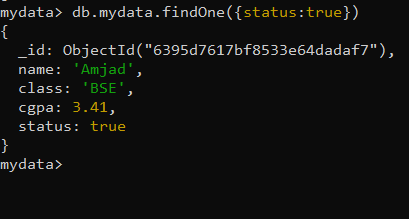 mydata> db.mydata.findOne({status:true})
{
  _id: ObjectId("6395d7617bf8533e64dadaf7"),
  name: 'Amjad',
  class: 'BSE',
  cgpa: 3.41,
  status: true
}
mydata>